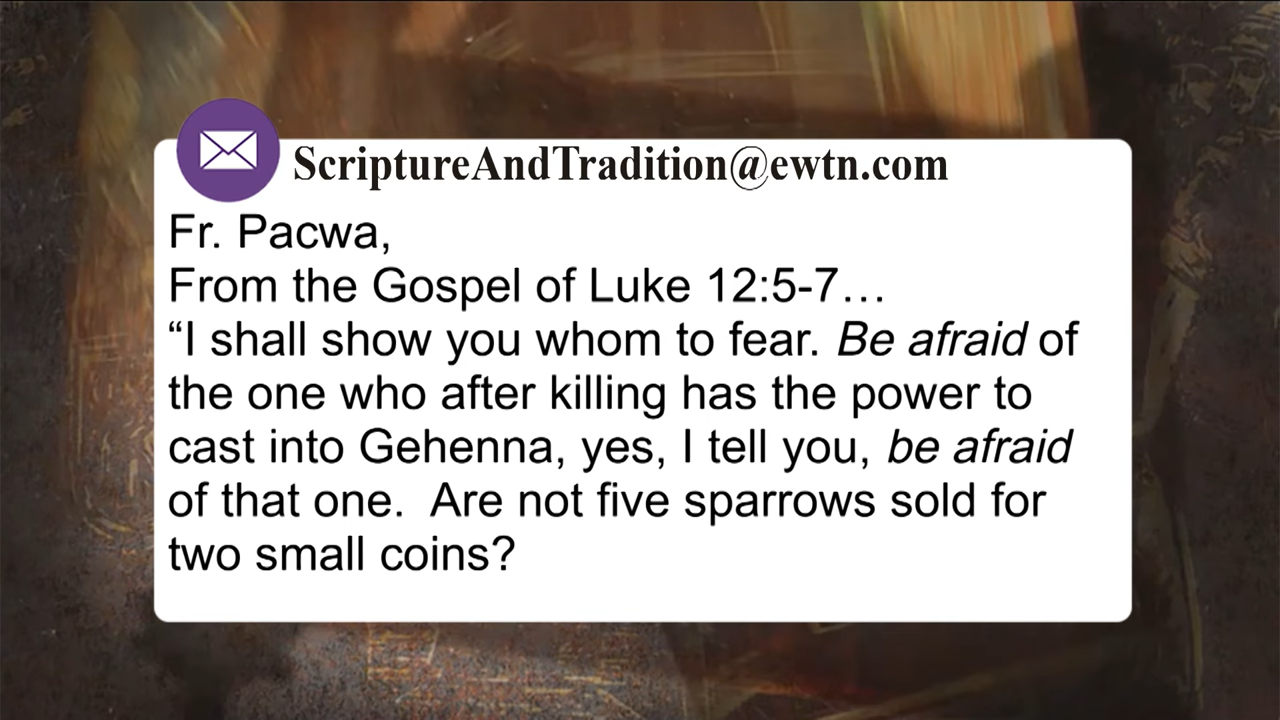 ScriptureAndTradition@ewtn.com
Fr. Pacwa,
From the Gospel of Luke 12:5-7…
“I shall show you whom to fear. Be afraid of
the one who after killing has the power to
cast into Gehenna, yes, I tell you, be afraid
of that one.  Are not five sparrows sold for
two small coins?